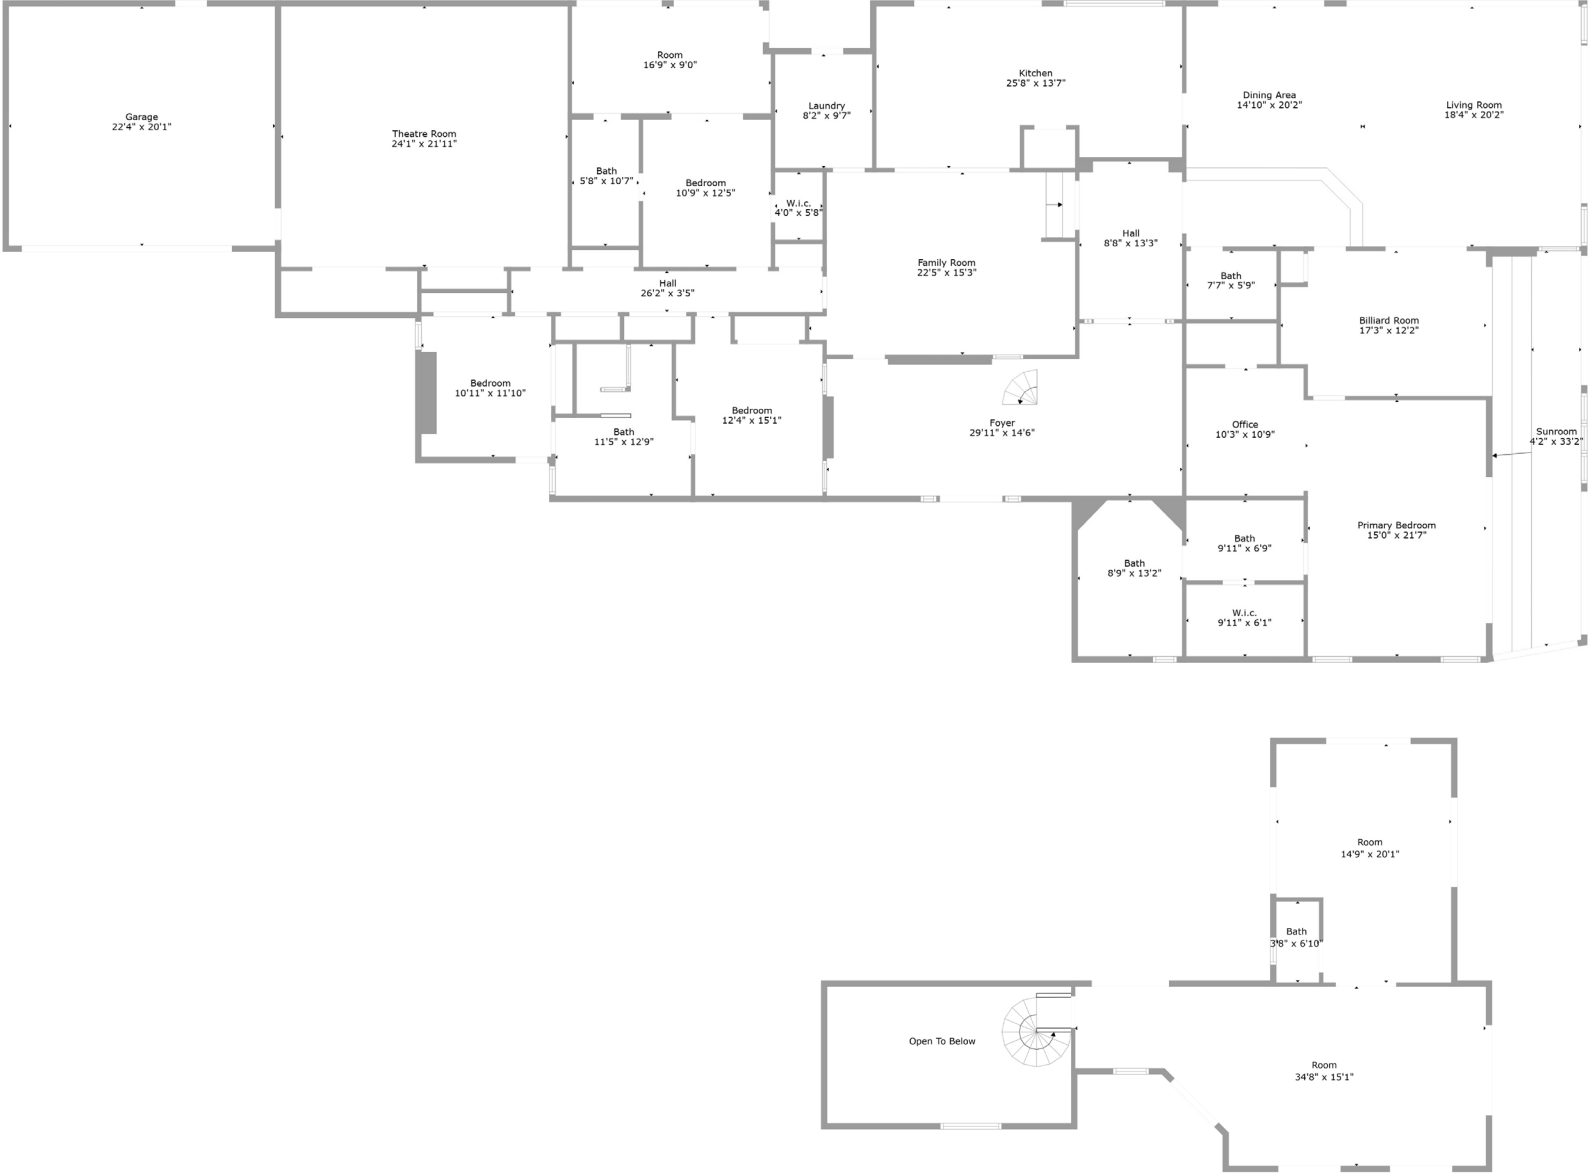 Room
16'9" x 9'0"
Kitchen
25'8" x 13'7"
Dining Area
14'10" x 20'2"
Living Room
18'4" x 20'2"
Laundry
8'2" x 9'7"
Garage
22'4" x 20'1"
Theatre Room
24'1" x 21'11"
Bath
5'8" x 10'7"
Bedroom
10'9" x 12'5"
W.i.c.
4'0" x 5'8"
Hall
8'8" x 13'3"
Family Room
22'5" x 15'3"
Bath
7'7" x 5'9"
Hall
26'2" x 3'5"
Billiard Room
17'3" x 12'2"
Bedroom
10'11" x 11'10"
Bedroom
12'4" x 15'1"
Bath
11'5" x 12'9"
Foyer
29'11" x 14'6"
Office
10'3" x 10'9"
Sunroom
4'2" x 33'2"
Primary Bedroom
15'0" x 21'7"
Bath
9'11" x 6'9"
Bath
8'9" x 13'2"
W.i.c.
9'11" x 6'1"
Room
14'9" x 20'1"
Bath
3'8" x 6'10"
Open To Below
Room
34'8" x 15'1"